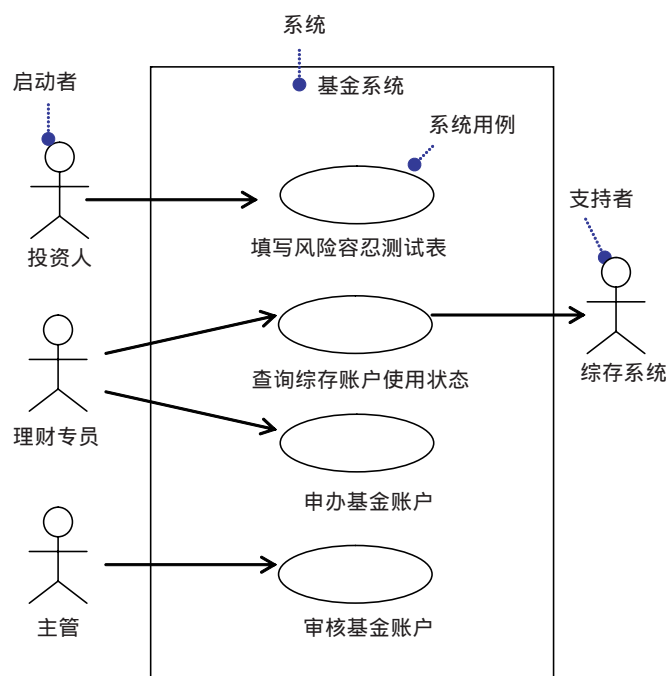 系统
启动者
基金系统
系统用例
支持者
填写风险容忍测试表
投资人
查询综存账户使用状态
综存系统
理财专员
申办基金账户
主管
审核基金账户